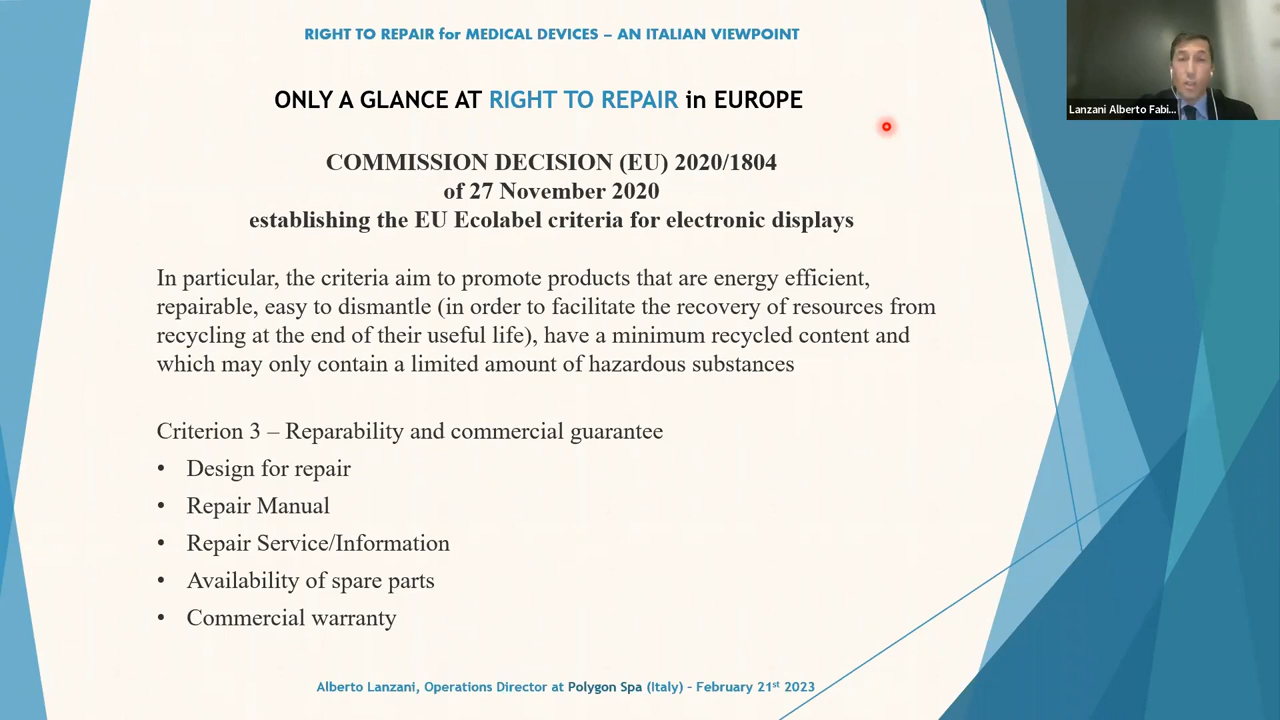 RIGHT TO REPAIR for MEDICAL DEVICES – AN ITALIAN VIEWPOINT
ONLY A GLANCE AT RIGHT TO REPAIR in EUROPE
COMMISSION DECISION (EU) 2020/1804
of 27 November 2020
establishing the EU Ecolabel criteria for electronic displays
In particular, the criteria aim to promote products that are energy efficient,
repairable, easy to dismantle (in order to facilitate the recovery of resources from
recycling at the end of their useful life), have a minimum recycled content and
which may only contain a limited amount of hazardous substances
Criterion 3 – Reparability and commercial guarantee
• Design for repair
• Repair Manual
• Repair Service/Information
• Availability of spare parts
• Commercial warranty
Alberto Lanzani, Operations Director at Polygon Spa (Italy) - February 21st 2023
Lanzani Alberto Fabi...